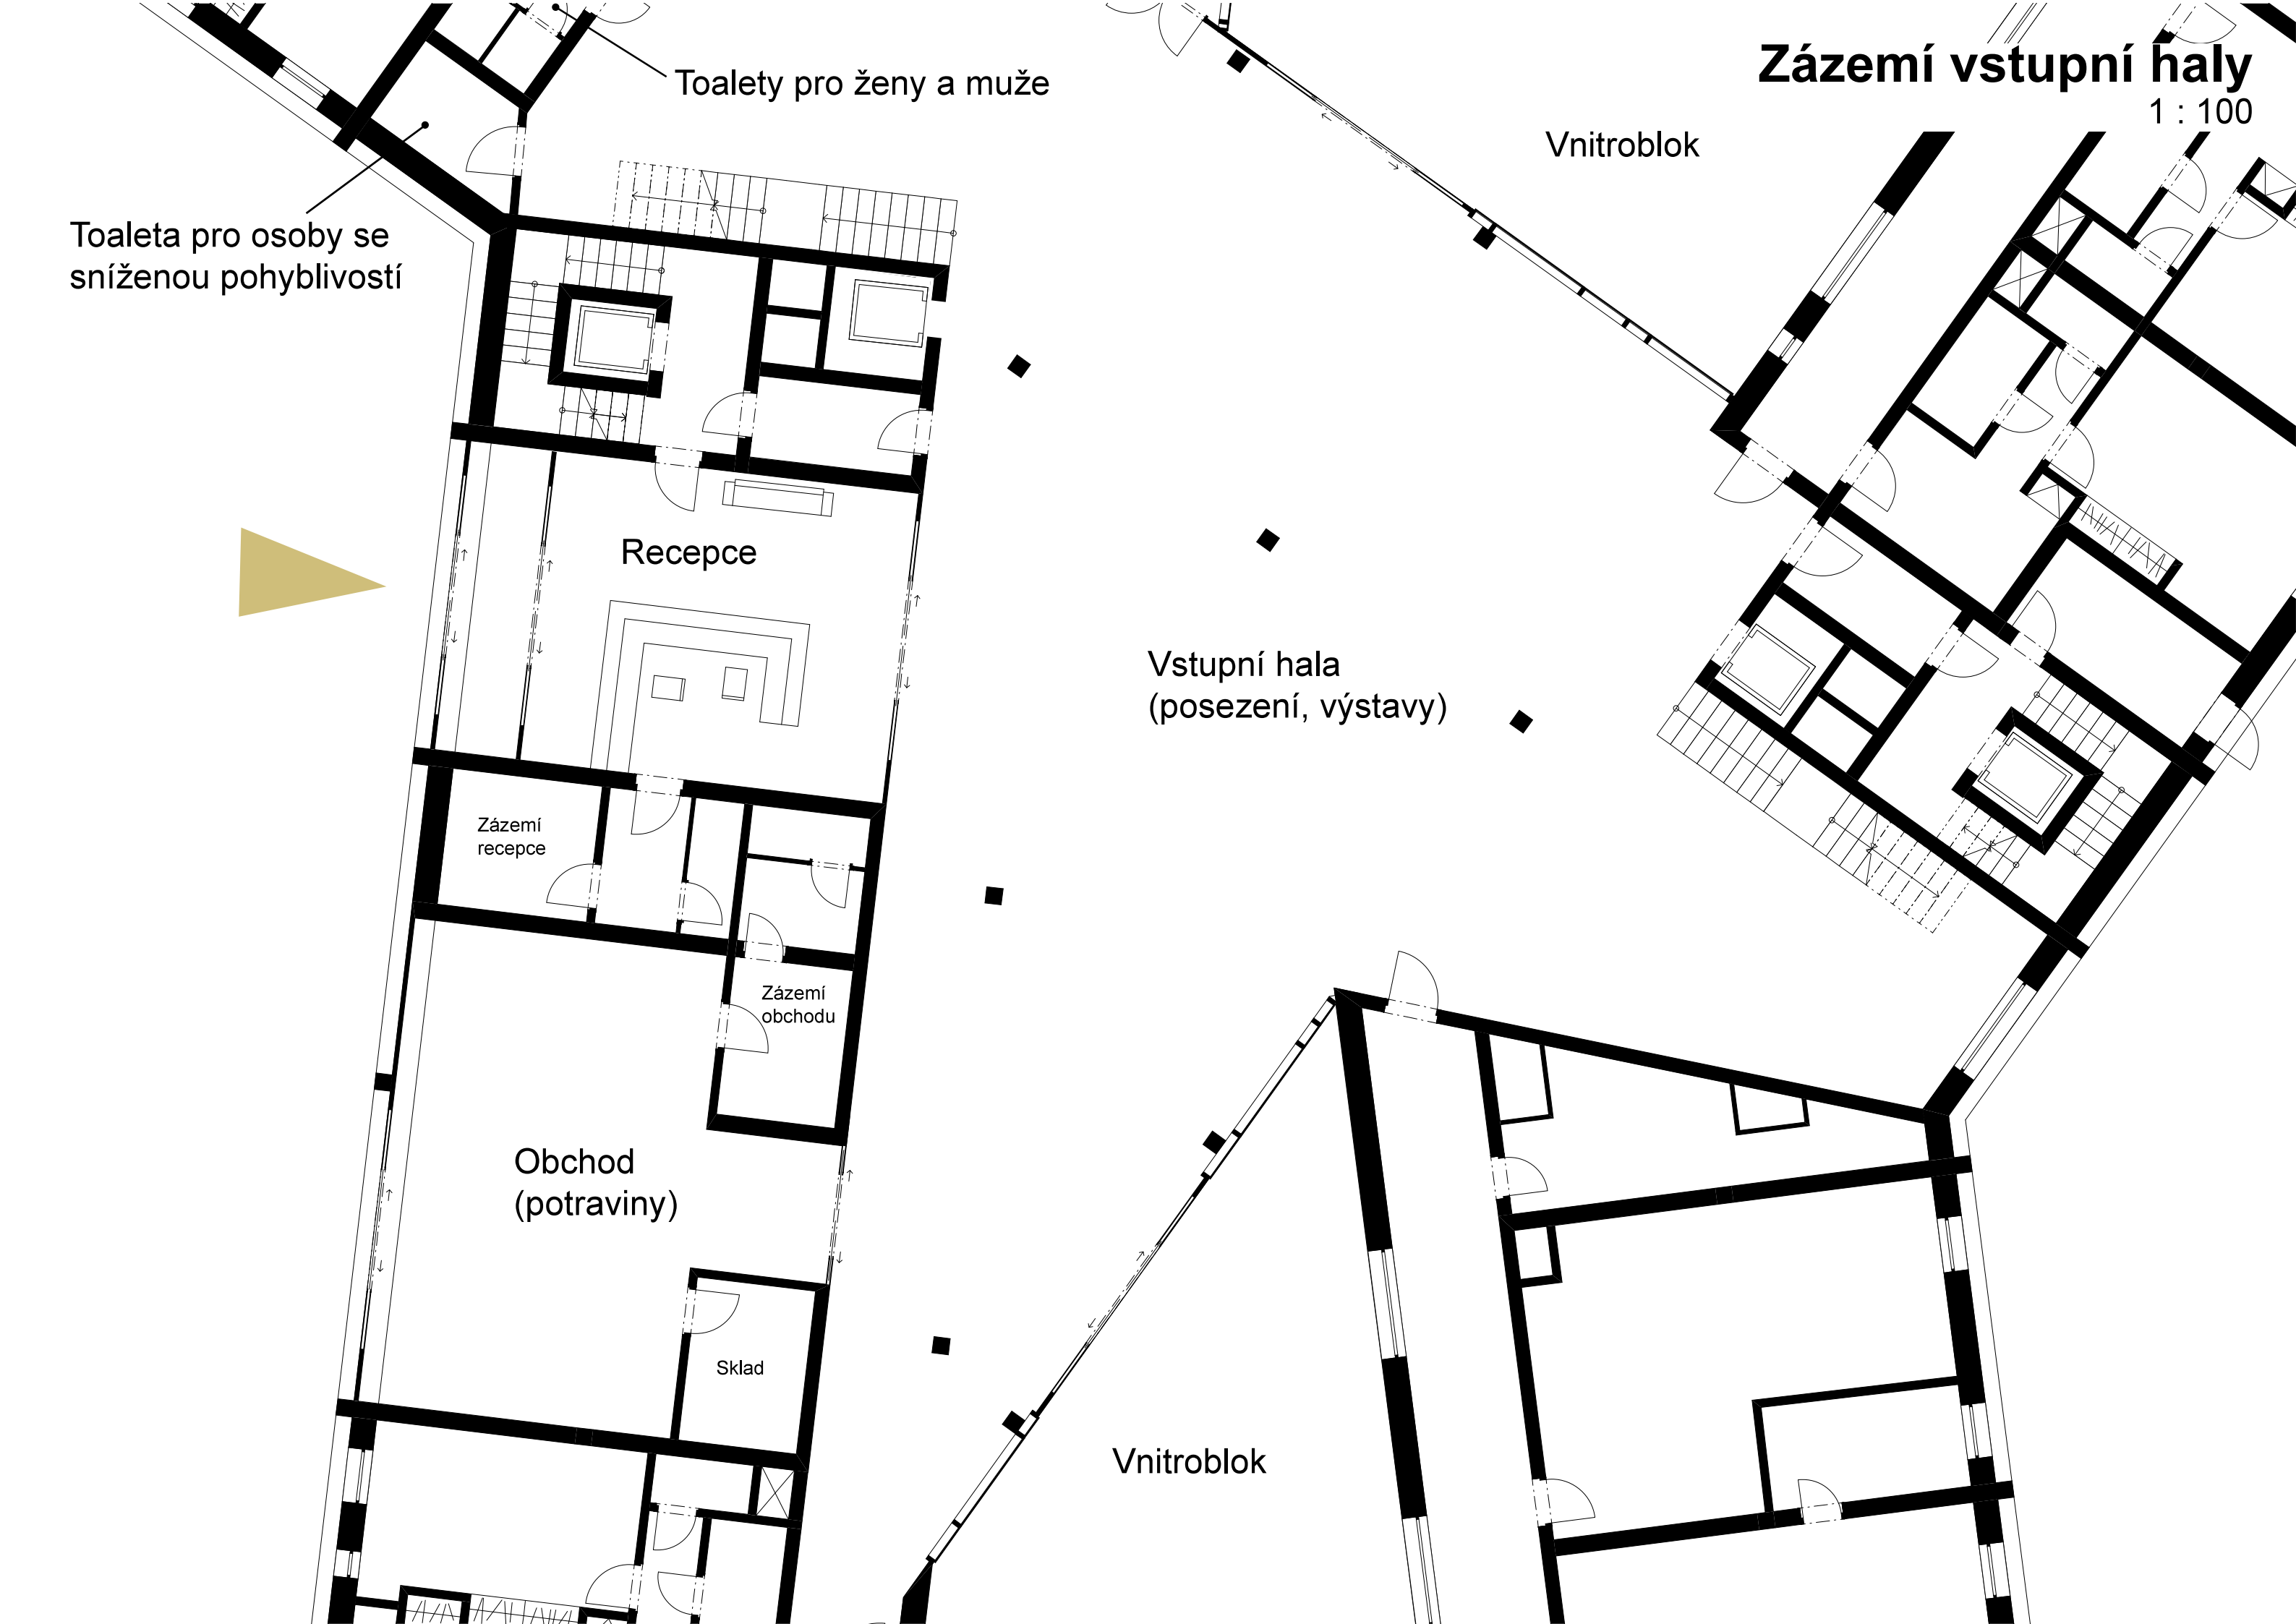 Zázemí vstupní haly
1 : 100
Toalety pro ženy a muže
Vnitroblok
Toaleta pro osoby se
sníženou pohyblivostí
Recepce
Vstupní hala
(posezení, výstavy)
Zázemí
recepce
Zázemí
obchodu
Obchod
(potraviny)
Sklad
Vnitroblok